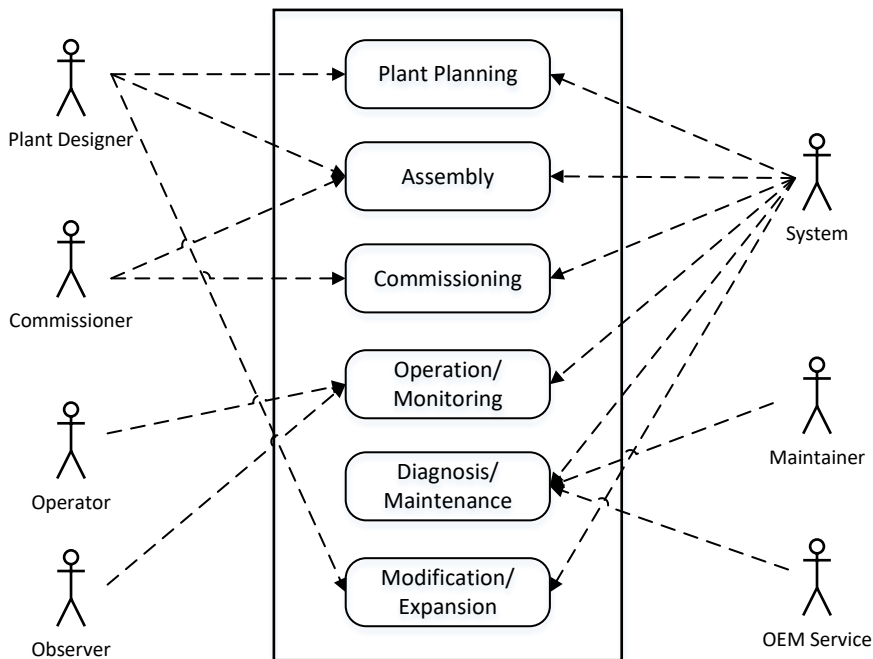 Plant Designer
Commissioner
Operator
Observer
Plant Planning
Assembly
Commissioning
Operation/
Monitoring
Diagnosis/
Maintenance
Modification/
Expansion
System
Maintainer
OEM Service